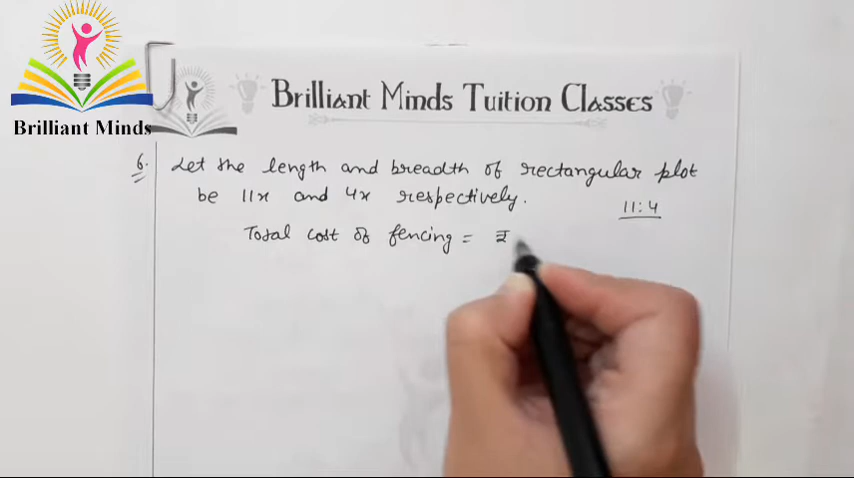 Brilliant Minds
Brilliant Minds Tuition Classes
6. Let the length and breadth of rectangular plot
be 11x and 4x respectively.
11:4
Total cost of fencing = ₹